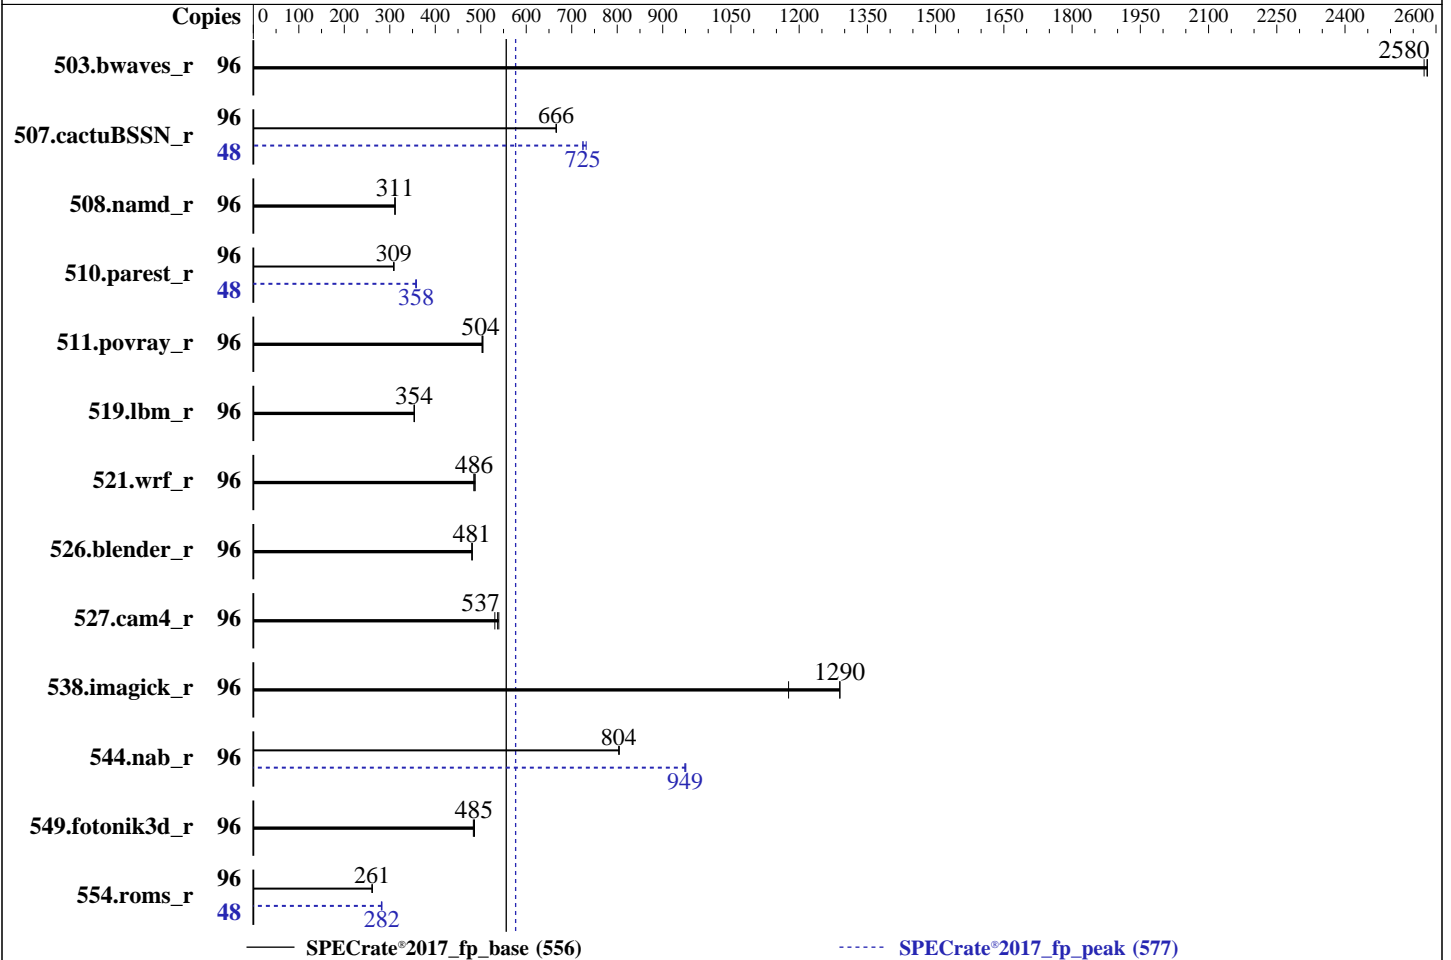 Copies 0 100 200 300 400 500 600 700 800 900 1050 1200 1350 1500 1650 1800 1950 2100 2250 2400 2600
503.bwaves_r 96 2580
507.cactuBSSN_r 96 666
48 725
508.namd_r 96 311
510.parest_r 96 309
48 358
511.povray_r 96 504
519.lbm_r 96 354
521.wrf_r 96 486
526.blender_r 96 481
527.cam4_r 96 537
538.imagick_r 96 1290
544.nab_r 96 804
949
549.fotonik3d_r 96 485
554.roms_r 96 261
48 282
SPECrate®2017_fp_base (556) SPECrate®2017_fp_peak (577)